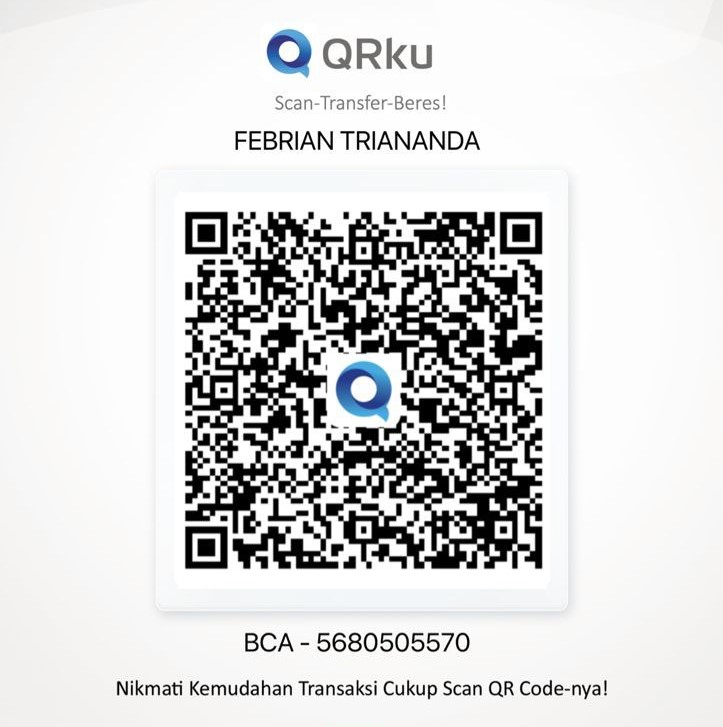 QRku
Scan-Transfer-Beres!
FEBRIAN TRIANANDA
BCA - 5680505570
Nikmati Kemudahan Transaksi Cukup Scan QR Code-nya!